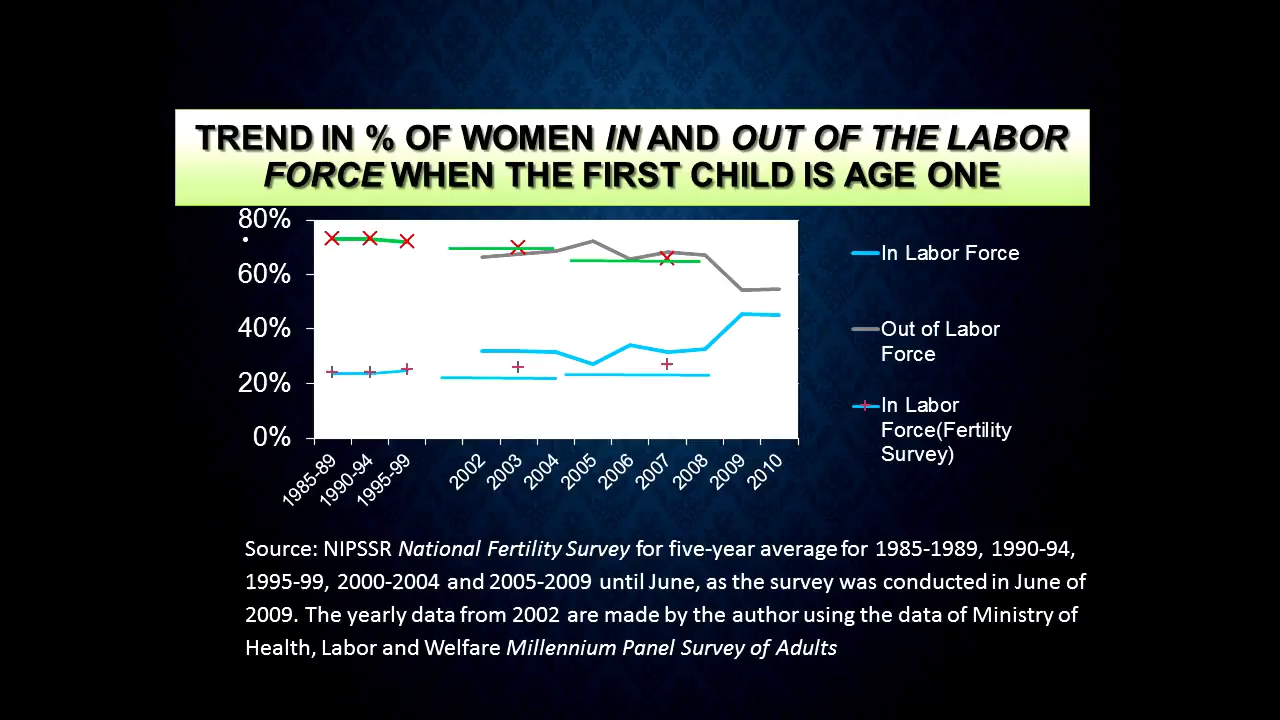 TREND IN % OF WOMEN IN AND OUT OF THE LABOR
FORCE WHEN THE FIRST CHILD IS AGE ONE
80%
60%
40%
20%
0%
1985-89
1990-94
1995-99
2002
2003
2004
2005
2006
2007
2008
2009
2010
In Labor Force
Out of Labor
Force
In Labor
Force(Fertility
Survey)
Source: NIPSSR National Fertility Survey for five-year average for 1985-1989, 1990-94,
1995-99, 2000-2004 and 2005-2009 until June, as the survey was conducted in June of
2009. The yearly data from 2002 are made by the author using the data of Ministry of
Health, Labor and Welfare Millennium Panel Survey of Adults